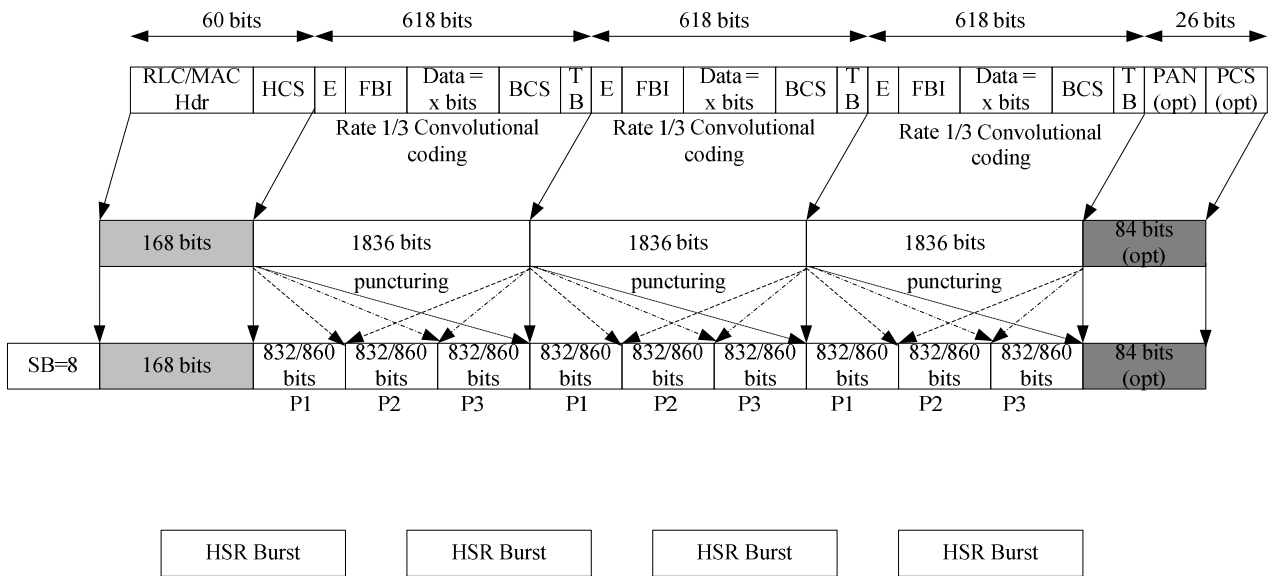 60 bits 618 bits 618 bits 618 bits 26 bits
RLC/MAC
Hdr
HCS
E
FBI
Data =
x bits
BCS
T
B
E
FBI
Data =
x bits
BCS
T
B
E
FBI
Data =
x bits
BCS
T
B
PAN
(opt)
PCS
(opt)
Rate 1/3 Convolutional
coding
Rate 1/3 Convolutional
coding
Rate 1/3 Convolutional
coding
168 bits
1836 bits
1836 bits
1836 bits
84 bits
(opt)
puncturing
puncturing
puncturing
SB=8
168 bits
832/860
bits
832/860
bits
832/860
bits
832/860
bits
832/860
bits
832/860
bits
832/860
bits
832/860
bits
832/860
bits
84 bits
(opt)
P1 P2 P3 P1 P2 P3 P1 P2 P3
HSR Burst
HSR Burst
HSR Burst
HSR Burst